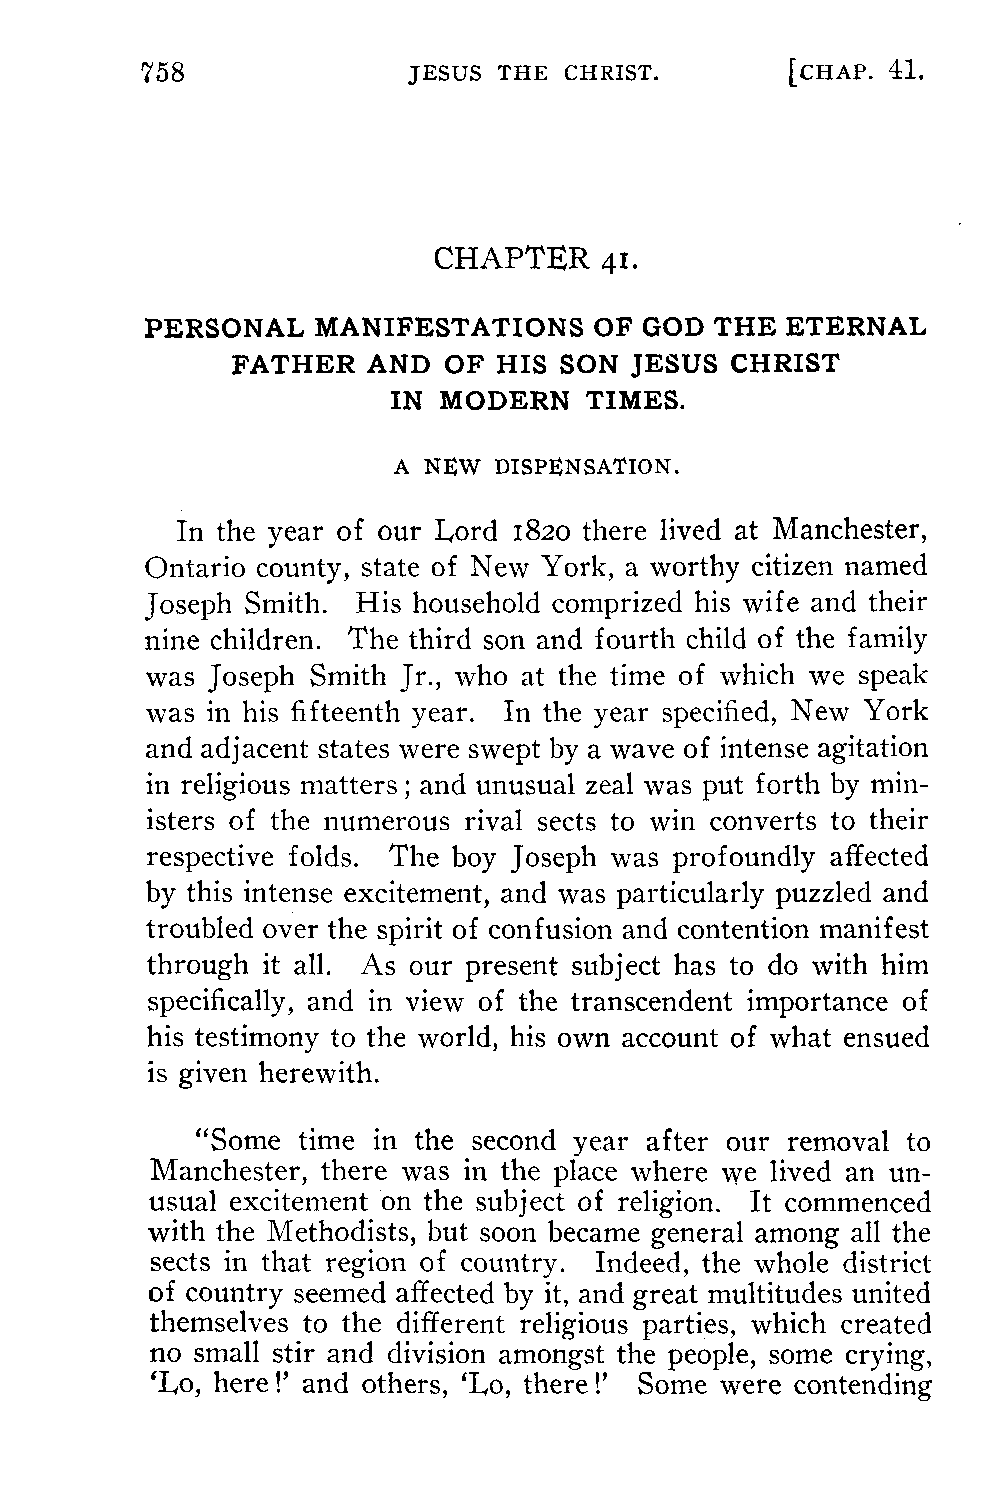 758 JESUS THE CHRIST. [CHAP. 41.
CHAPTER 41.
PERSONAL MANIFESTATIONS OF GOD THE ETERNAL
FATHER AND OF HIS SON JESUS CHRIST
IN MODERN TIMES.
A NEW DISPENSATION.
In the year of our Lord 1820 there lived at Manchester,
Ontario county, state of New York, a worthy citizen named
Joseph Smith. His household comprized his wife and their
nine children. The third son and fourth child of the family
was Joseph Smith Jr., who at the time of which we speak
was in his fifteenth year. In the year specified, New York
and adjacent states were swept by a wave of intense agitation
in religious matters; and unusual zeal was put forth by min-
isters of the numerous rival sects to win converts to their
respective folds. The boy Joseph was profoundly affected
by this intense excitement, and was particularly puzzled and
troubled over the spirit of confusion and contention manifest
through it all. As our present subject has to do with him
specifically, and in view of the transcendent importance of
his testimony to the world, his own account of what ensued
is given herewith.
“Some time in the second year after our removal to
Manchester, there was in the place where we lived an un-
usual excitement on the subject of religion. It commenced
with the Methodists, but soon became general among all the
sects in that region of country. Indeed, the whole district
of country seemed affected by it, and great multitudes united
themselves to the different religious parties, which created
no small stir and division amongst the people, some crying,
‘Lo, here!’ and others, ‘Lo, there!’ Some were contending